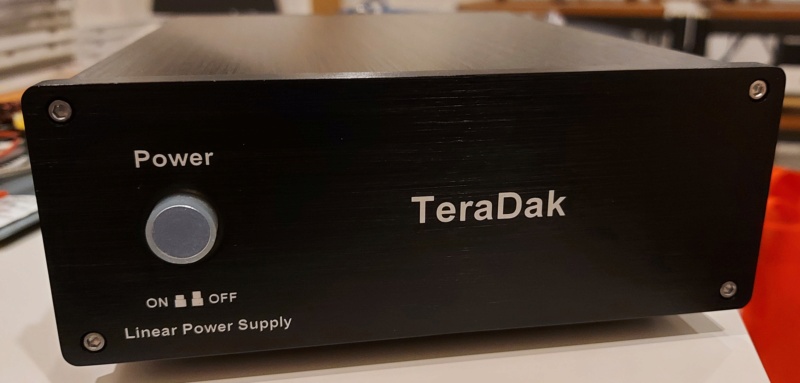 Power
TeraDak
ON OFF
Linear Power Supply